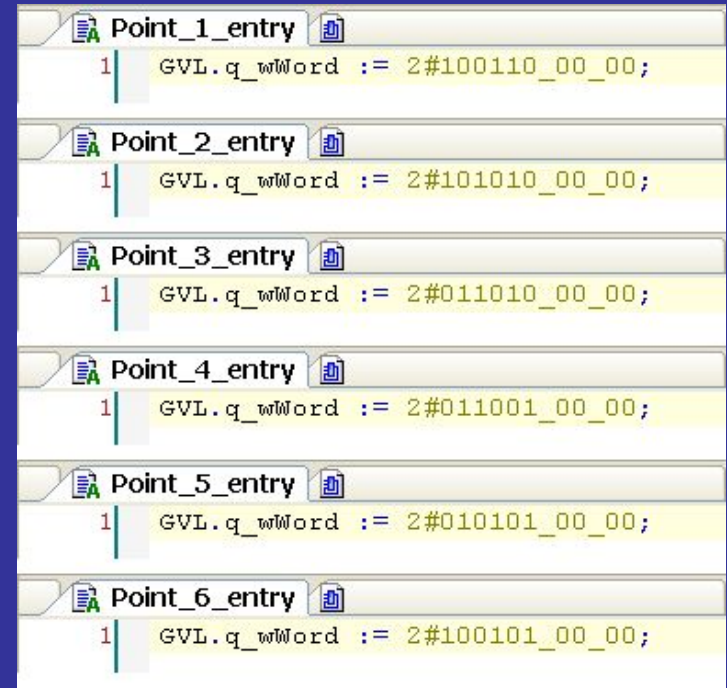 Point_1_entry
1 GVL.q_wWord := 2#100110_00_00;
Point_2_entry
1 GVL.q_wWord := 2#101010_00_00;
Point_3_entry
1 GVL.q_wWord := 2#011010_00_00;
Point_4_entry
1 GVL.q_wWord := 2#011001_00_00;
Point_5_entry
1 GVL.q_wWord := 2#010101_00_00;
Point_6_entry
1 GVL.q_wWord := 2#100101_00_00;